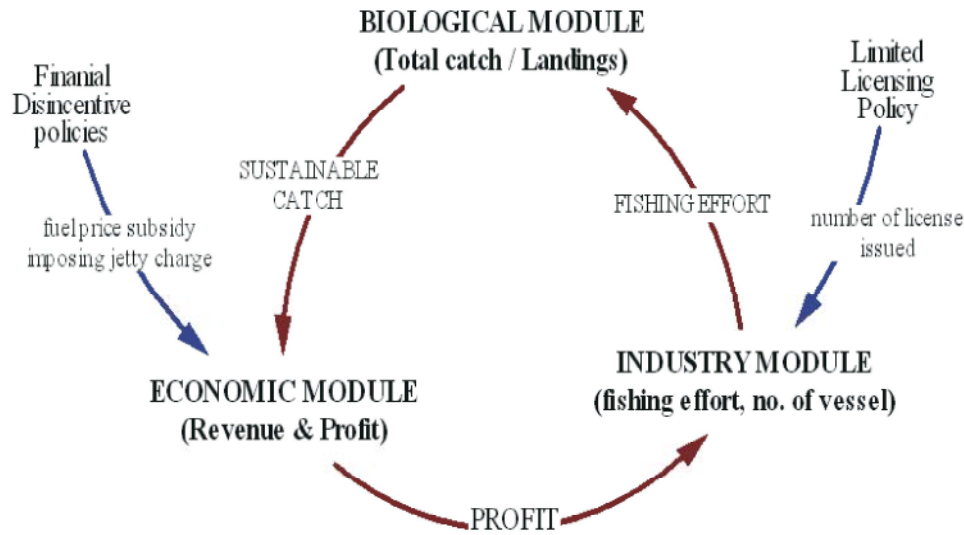 BIOLOGICAL MODULE
(Total catch / Landings)
Finanial
Disincentive
policies
Limited
Licensing
Policy
SUSTAINABLE
CATCH
FISHING EFFORT
fuel price subsidy
imposing jetty charge
number of license
issued
ECONOMIC MODULE
(Revenue & Profit)
INDUSTRY MODULE
(fishing effort, no. of vessel)
PROFIT